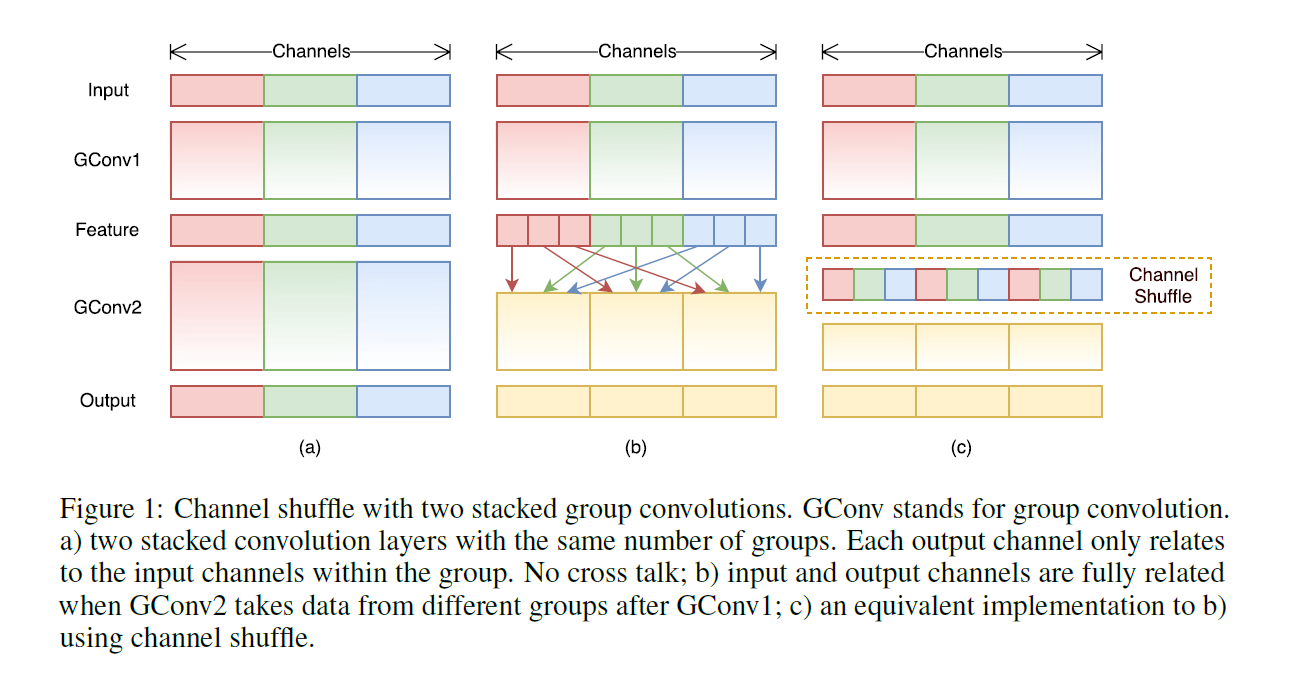 Channels Channels Channels
Input
GConv1
Feature
Channel
Shuffle
GConv2
Output
(a) (b) (c)
Figure 1: Channel shuffle with two stacked group convolutions. GConv stands for group convolution.
a) two stacked convolution layers with the same number of groups. Each output channel only relates
to the input channels within the group. No cross talk; b) input and output channels are fully related
when GConv2 takes data from different groups after GConv1; c) an equivalent implementation to b)
using channel shuffle.